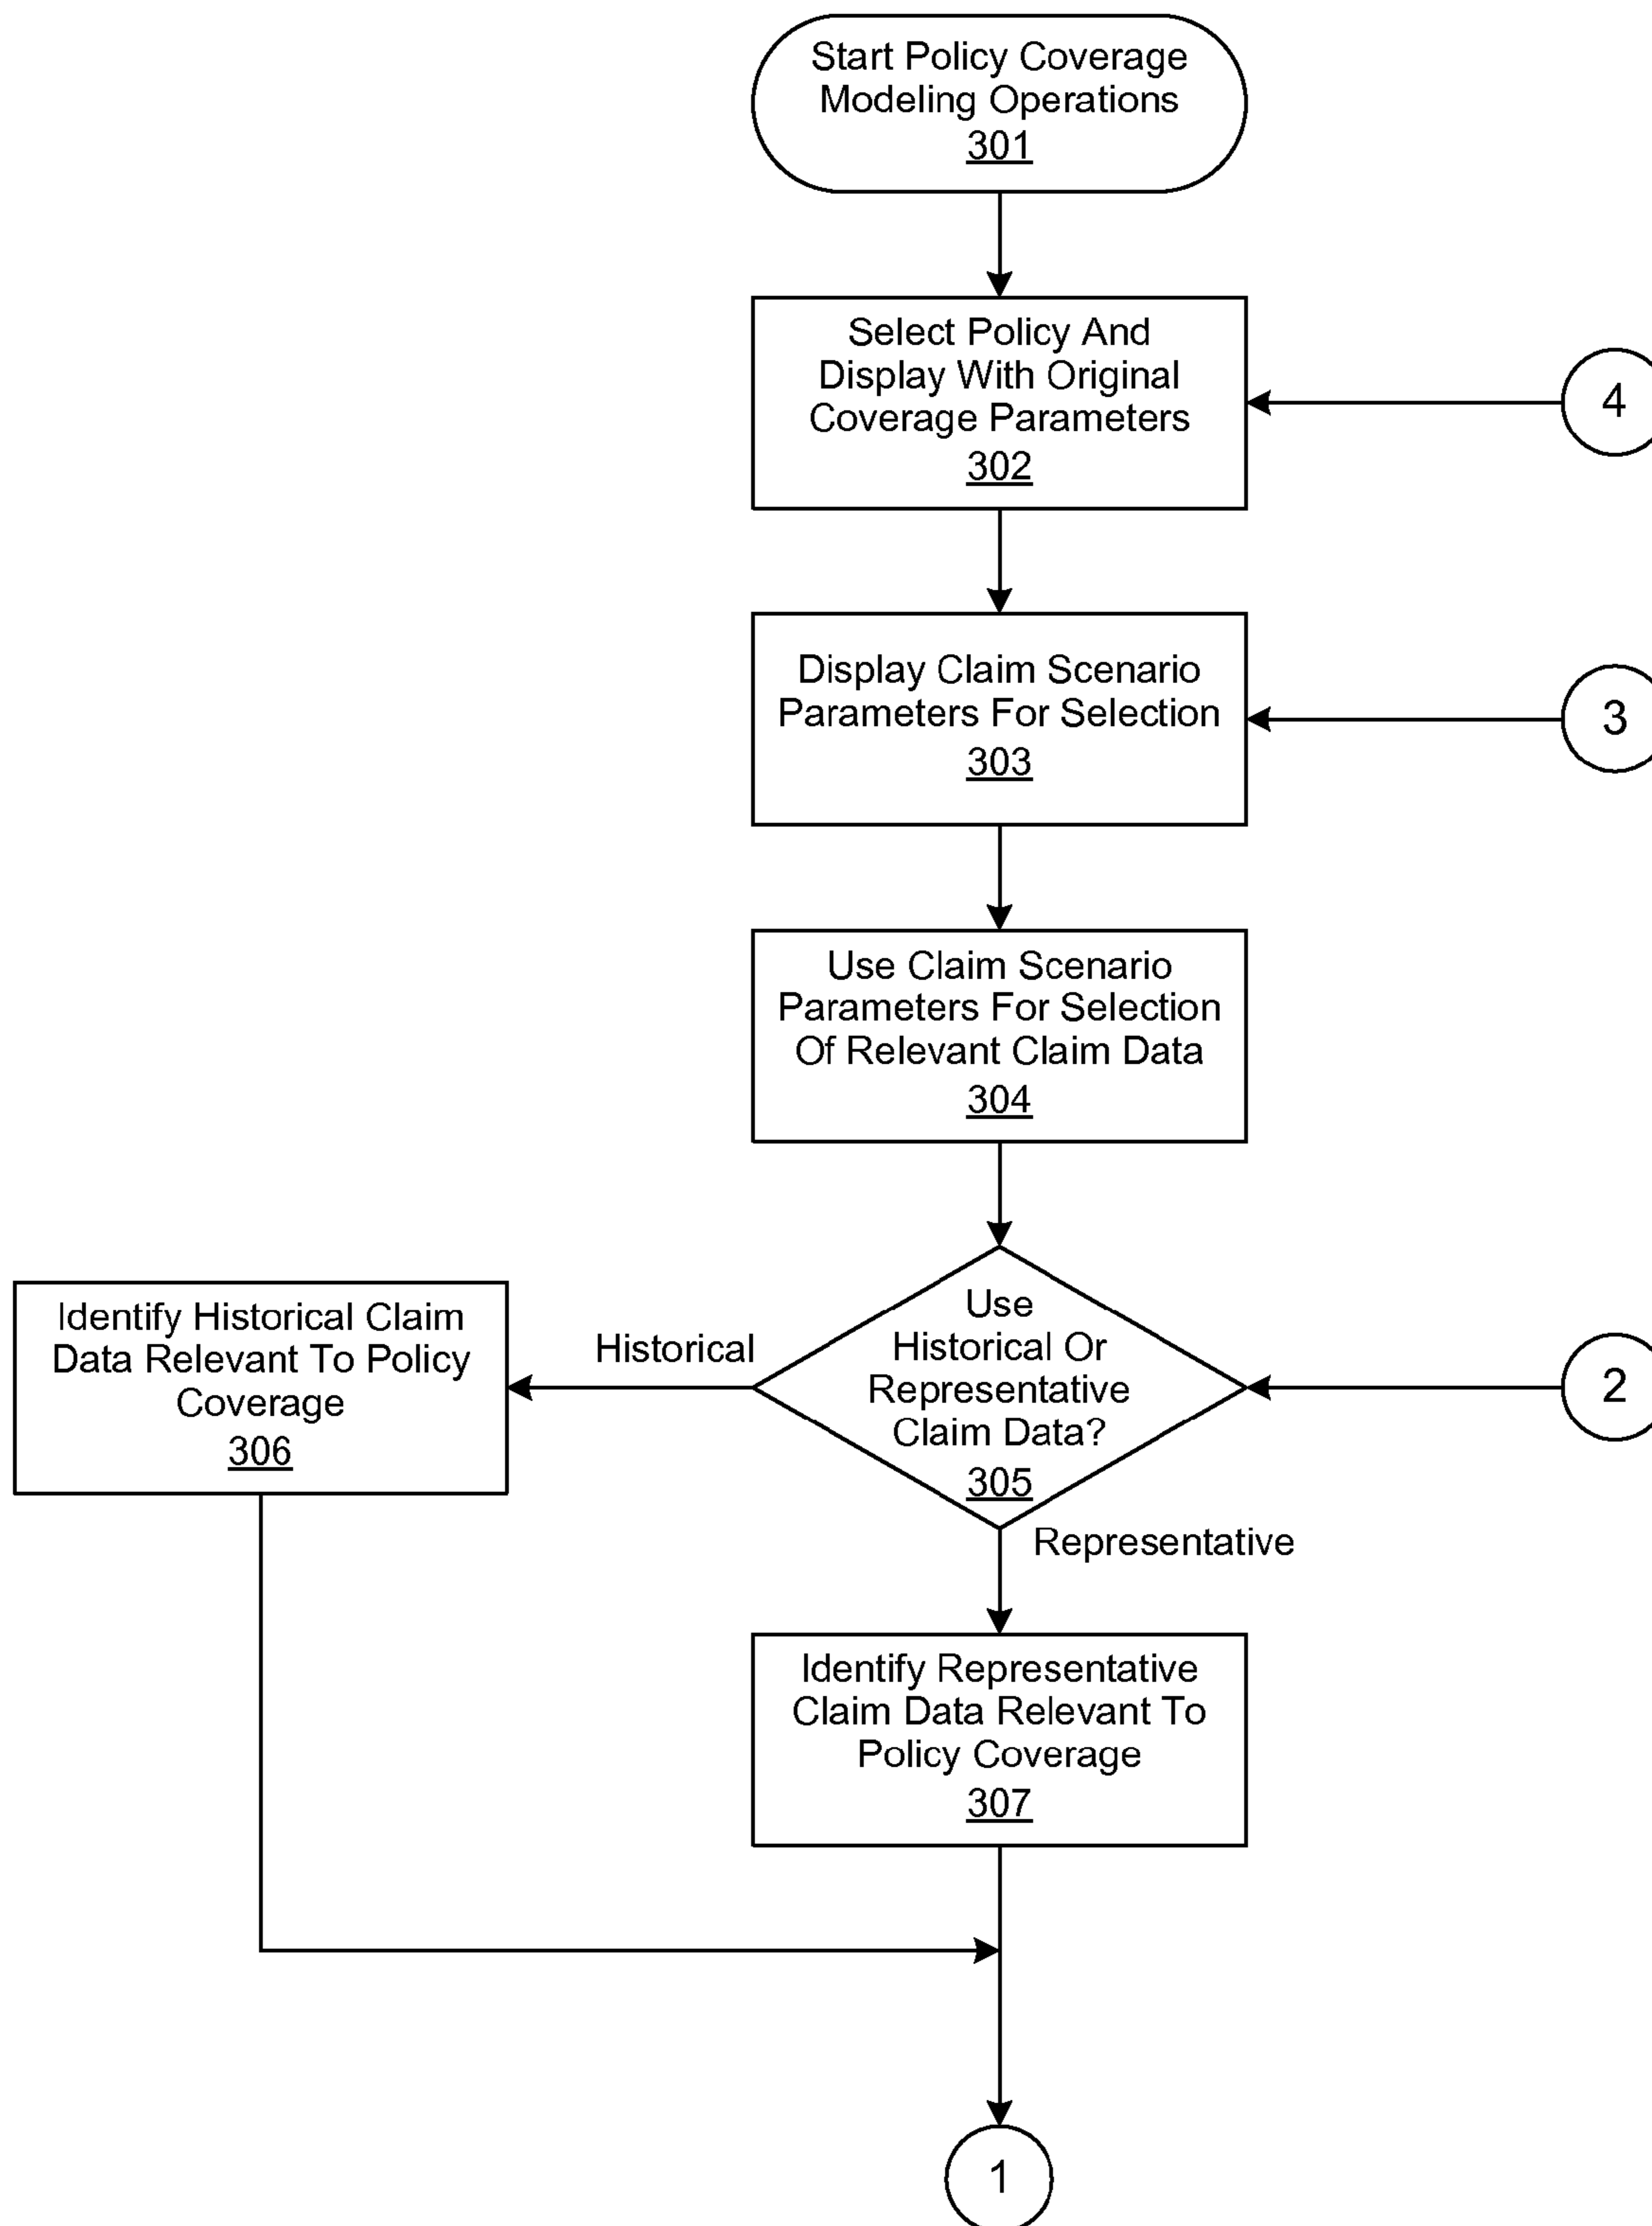 Start Policy Coverage
Modeling Operations
301
Select Policy And
Display With Original
Coverage Parameters
302
4
Display Claim Scenario
Parameters For Selection
303
3
Use Claim Scenario
Parameters For Selection
Of Relevant Claim Data
304
Identify Historical Claim
Data Relevant To Policy
Coverage
306
Historical
Use
Historical Or
Representative
Claim Data?
305
2
Representative
Identify Representative
Claim Data Relevant To
Policy Coverage
307
1